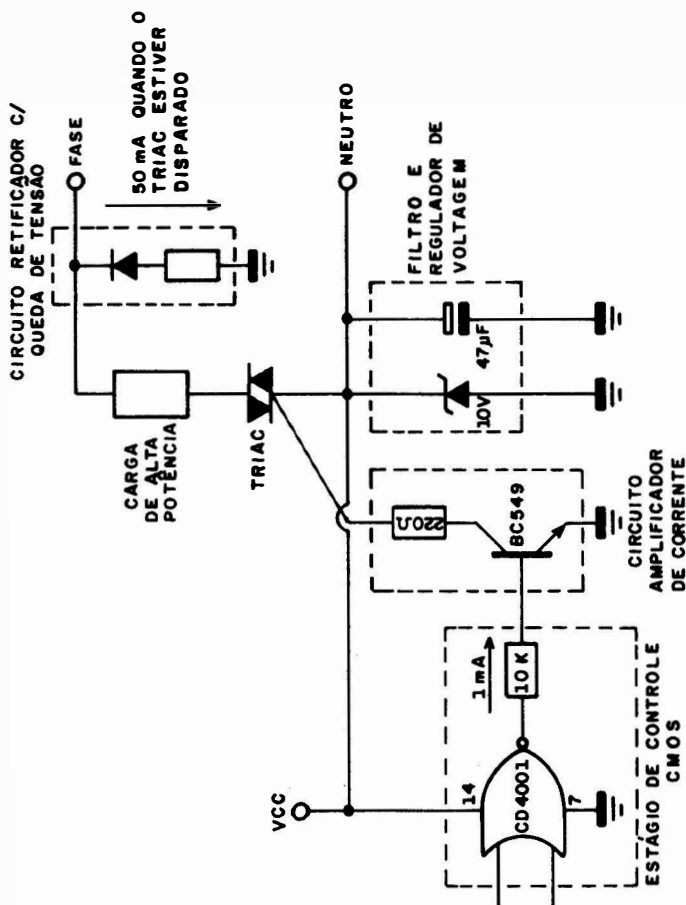 CIRCUITO RETIFICADOR C/
QUEDA DE TENSÃO
FASE
50 mA QUANDO O
TRIAC ESTIVER
DISPARADO
CARGA
DE ALTA
POTÊNCIA
TRIAC
NEUTRO
FILTRO E
REGULADOR DE
VOLTAGEM
10V
47µF
220Ω
BC549
CIRCUITO
AMPLIFICADOR
DE CORRENTE
VCC
1mA
10 K
14
CD4001
7
ESTÁGIO DE CONTROLE
CMOS